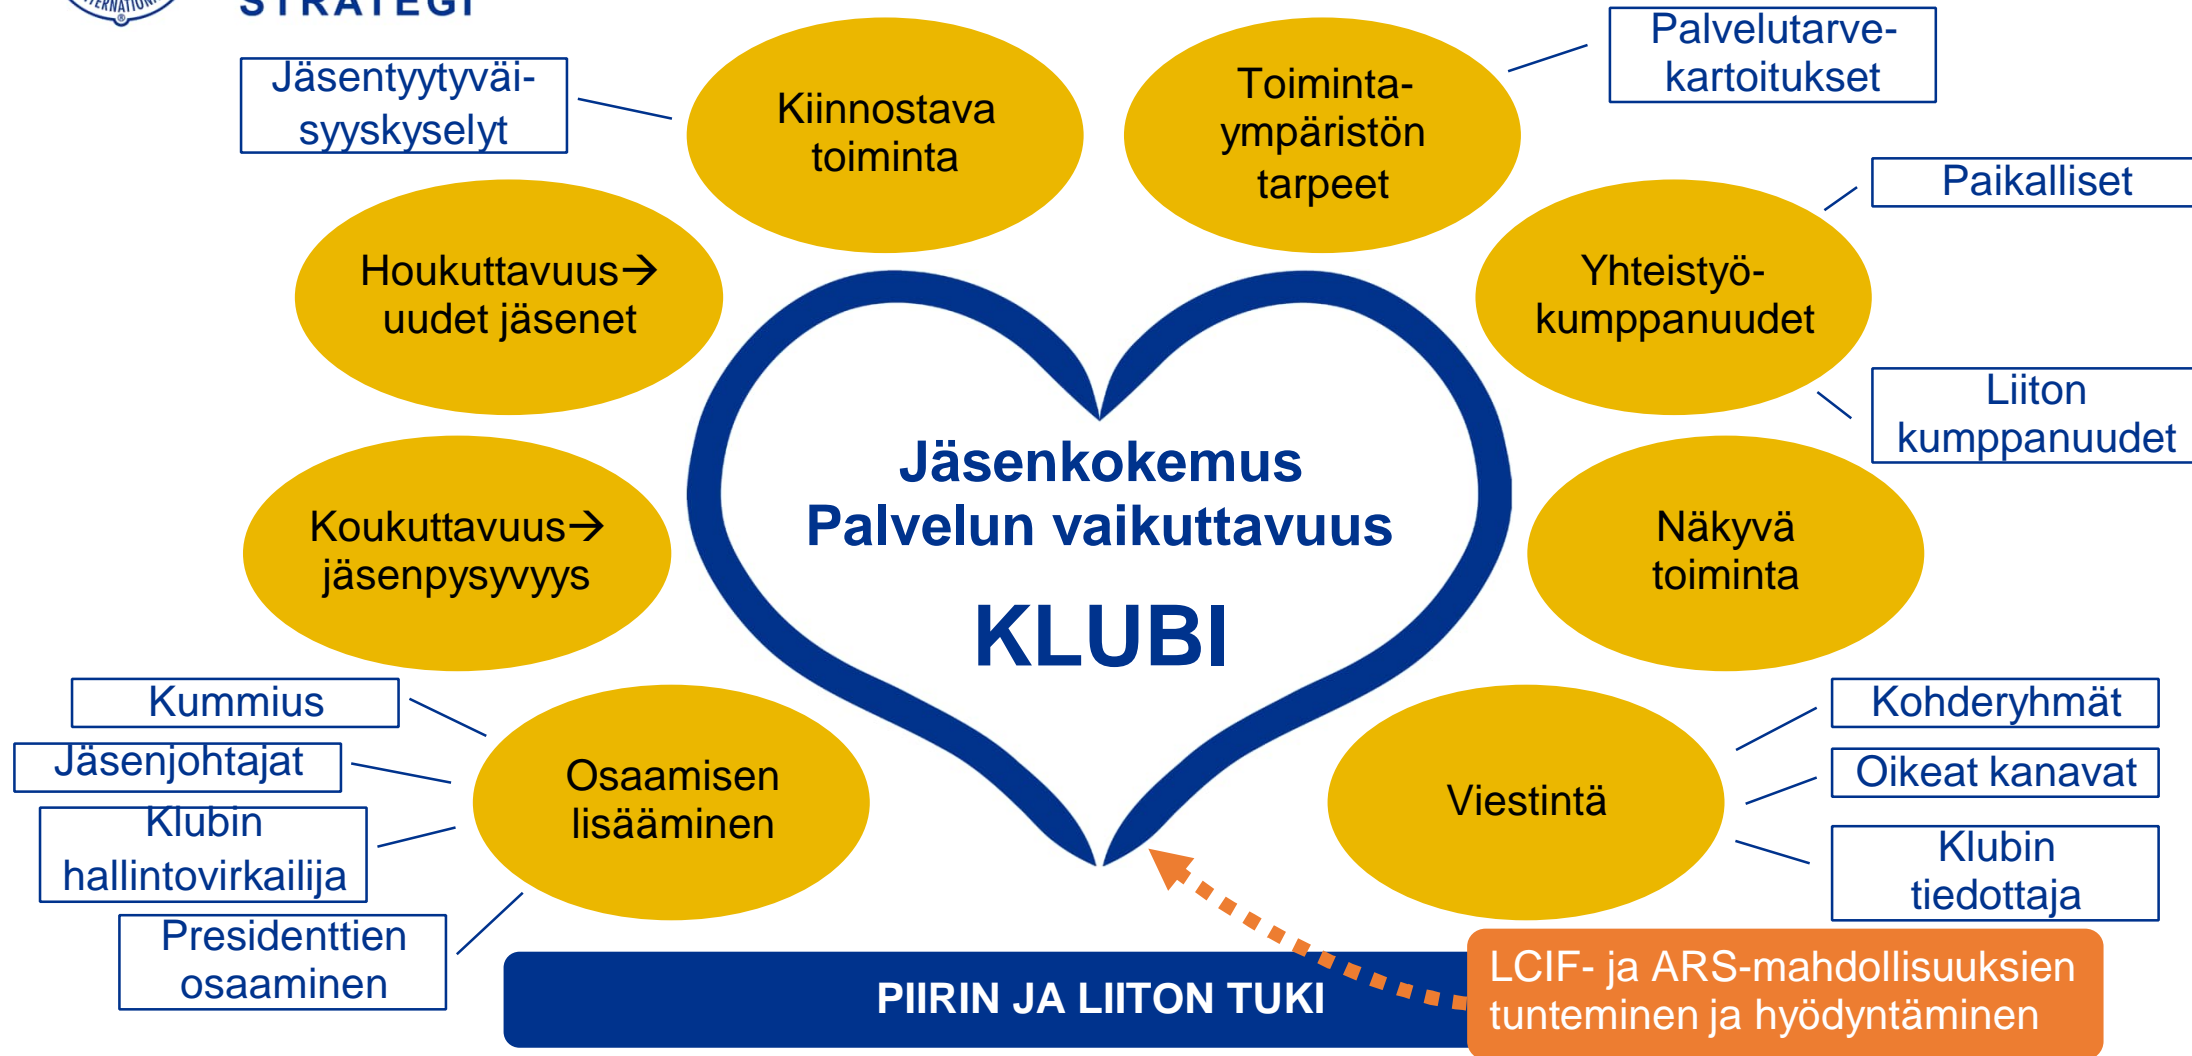 INTERNATIONAL
®
STRATEGI
Jäsentyytyväi-
syyskyselyt
Kiinnostava
toiminta
Toiminta-
ympäristön
tarpeet
Palvelutarve-
kartoitukset
Houkuttavuus→
uudet jäsenet
Yhteistyö-
kumppanuudet
Paikalliset
Liiton
kumppanuudet
Koukuttavuus→
jäsenpysyvyys
Jäsenkokemus
Palvelun vaikuttavuus
KLUBI
Näkyvä
toiminta
Kummius
Jäsenjohtajat
Klubin
hallintovirkailija
Presidenttien
osaaminen
Osaamisen
lisääminen
Viestintä
Kohderyhmät
Oikeat kanavat
Klubin
tiedottaja
PIIRIN JA LIITON TUKI
LCIF- ja ARS-mahdollisuuksien
tunteminen ja hyödyntäminen